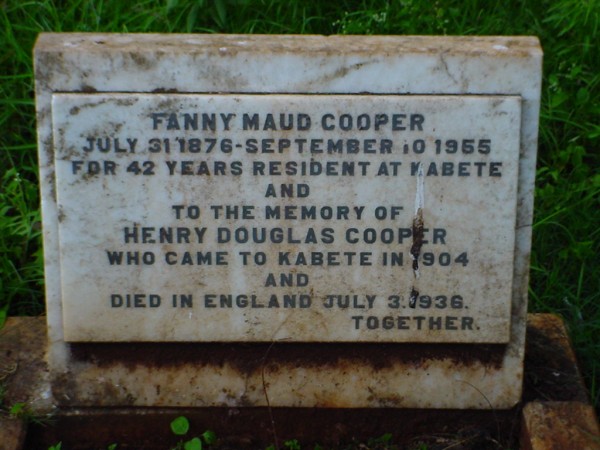 FANNY MAUD COOPER
JULY 31 1876-SEPTEMBER 10 1955
FOR 42 YEARS RESIDENT AT KABETE
AND
TO THE MEMORY OF
HENRY DOUGLAS COOPER
WHO CAME TO KABETE IN 1904
AND
DIED IN ENGLAND JULY 3. 1936.
TOGETHER.